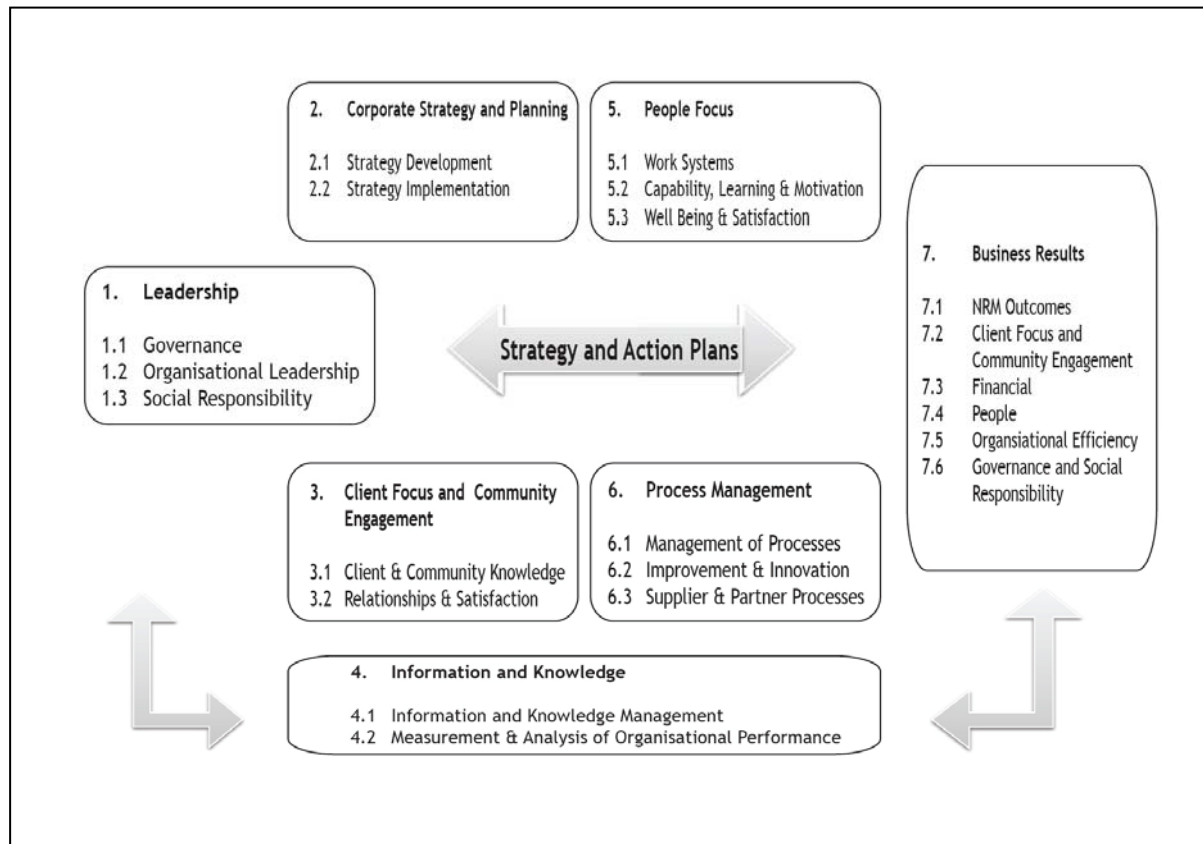 2. Corporate Strategy and Planning
2.1 Strategy Development
2.2 Strategy Implementation
5. People Focus
5.1 Work Systems
5.2 Capability, Learning & Motivation
5.3 Well Being & Satisfaction
1. Leadership
1.1 Governance
1.2 Organisational Leadership
1.3 Social Responsibility
Strategy and Action Plans
7. Business Results
7.1 NRM Outcomes
7.2 Client Focus and
Community Engagement
7.3 Financial
7.4 People
7.5 Organsiational Efficiency
7.6 Governance and Social
Responsibility
3. Client Focus and Community
Engagement
3.1 Client & Community Knowledge
3.2 Relationships & Satisfaction
6. Process Management
6.1 Management of Processes
6.2 Improvement & Innovation
6.3 Supplier & Partner Processes
4. Information and Knowledge
4.1 Information and Knowledge Management
4.2 Measurement & Analysis of Organisational Performance